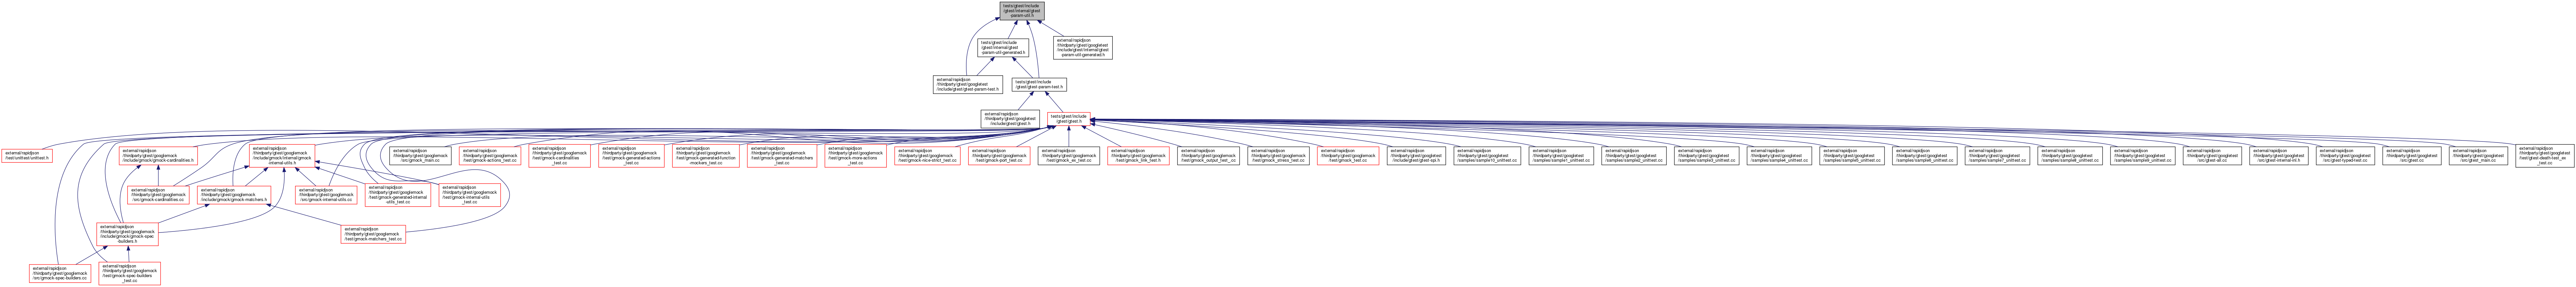 tests/gtest/include
/gtest/internal/gtest
-param-util.h
tests/gtest/include
/gtest/internal/gtest
-param-util-generated.h
external/rapidjson
/thirdparty/gtest/googletest
/include/gtest/internal/gtest
-param-util-generated.h
external/rapidjson
/thirdparty/gtest/googletest
/include/gtest/gtest-param-test.h
tests/gtest/include
/gtest/gtest-param-test.h
external/rapidjson
/thirdparty/gtest/googletest
/include/gtest/gtest.h
tests/gtest/include
/gtest/gtest.h
external/rapidjson
/test/unittest/unittest.h
external/rapidjson
/thirdparty/gtest/googlemock
/include/gmock/gmock-cardinalities.h
external/rapidjson
/thirdparty/gtest/googlemock
/include/gmock/internal/gmock
-internal-utils.h
external/rapidjson
/thirdparty/gtest/googlemock
/src/gmock_main.cc
external/rapidjson
/thirdparty/gtest/googlemock
/test/gmock-actions_test.cc
external/rapidjson
/thirdparty/gtest/googlemock
/test/gmock-cardinalities
_test.cc
external/rapidjson
/thirdparty/gtest/googlemock
/test/gmock-generated-actions
_test.cc
external/rapidjson
/thirdparty/gtest/googlemock
/test/gmock-generated-function
-mockers_test.cc
external/rapidjson
/thirdparty/gtest/googlemock
/test/gmock-generated-matchers
_test.cc
external/rapidjson
/thirdparty/gtest/googlemock
/test/gmock-more-actions
_test.cc
external/rapidjson
/thirdparty/gtest/googlemock
/test/gmock-nice-strict_test.cc
external/rapidjson
/thirdparty/gtest/googlemock
/test/gmock-port_test.cc
external/rapidjson
/thirdparty/gtest/googlemock
/test/gmock_ex_test.cc
external/rapidjson
/thirdparty/gtest/googlemock
/test/gmock_link_test.h
external/rapidjson
/thirdparty/gtest/googlemock
/test/gmock_output_test_.cc
external/rapidjson
/thirdparty/gtest/googlemock
/test/gmock_stress_test.cc
external/rapidjson
/thirdparty/gtest/googlemock
/test/gmock_test.cc
external/rapidjson
/thirdparty/gtest/googletest
/include/gtest/gtest-spi.h
external/rapidjson
/thirdparty/gtest/googletest
/samples/sample10_unittest.cc
external/rapidjson
/thirdparty/gtest/googletest
/samples/sample1_unittest.cc
external/rapidjson
/thirdparty/gtest/googletest
/samples/sample2_unittest.cc
external/rapidjson
/thirdparty/gtest/googletest
/samples/sample3_unittest.cc
external/rapidjson
/thirdparty/gtest/googletest
/samples/sample4_unittest.cc
external/rapidjson
/thirdparty/gtest/googletest
/samples/sample5_unittest.cc
external/rapidjson
/thirdparty/gtest/googletest
/samples/sample6_unittest.cc
external/rapidjson
/thirdparty/gtest/googletest
/samples/sample7_unittest.cc
external/rapidjson
/thirdparty/gtest/googletest
/samples/sample8_unittest.cc
external/rapidjson
/thirdparty/gtest/googletest
/samples/sample9_unittest.cc
external/rapidjson
/thirdparty/gtest/googletest
/src/gtest-all.cc
external/rapidjson
/thirdparty/gtest/googletest
/src/gtest-internal-inl.h
external/rapidjson
/thirdparty/gtest/googletest
/src/gtest-typed-test.cc
external/rapidjson
/thirdparty/gtest/googletest
/src/gtest.cc
external/rapidjson
/thirdparty/gtest/googletest
/src/gtest_main.cc
external/rapidjson
/thirdparty/gtest/googletest
/test/gtest-death-test_ex
_test.cc
external/rapidjson
/thirdparty/gtest/googlemock
/src/gmock-cardinalities.cc
external/rapidjson
/thirdparty/gtest/googlemock
/include/gmock/gmock-matchers.h
external/rapidjson
/thirdparty/gtest/googlemock
/src/gmock-internal-utils.cc
external/rapidjson
/thirdparty/gtest/googlemock
/test/gmock-generated-internal
-utils_test.cc
external/rapidjson
/thirdparty/gtest/googlemock
/test/gmock-internal-utils
_test.cc
external/rapidjson
/thirdparty/gtest/googlemock
/include/gmock/gmock-spec
-builders.h
external/rapidjson
/thirdparty/gtest/googlemock
/test/gmock-matchers_test.cc
external/rapidjson
/thirdparty/gtest/googlemock
/src/gmock-spec-builders.cc
external/rapidjson
/thirdparty/gtest/googlemock
/test/gmock-spec-builders
_test.cc